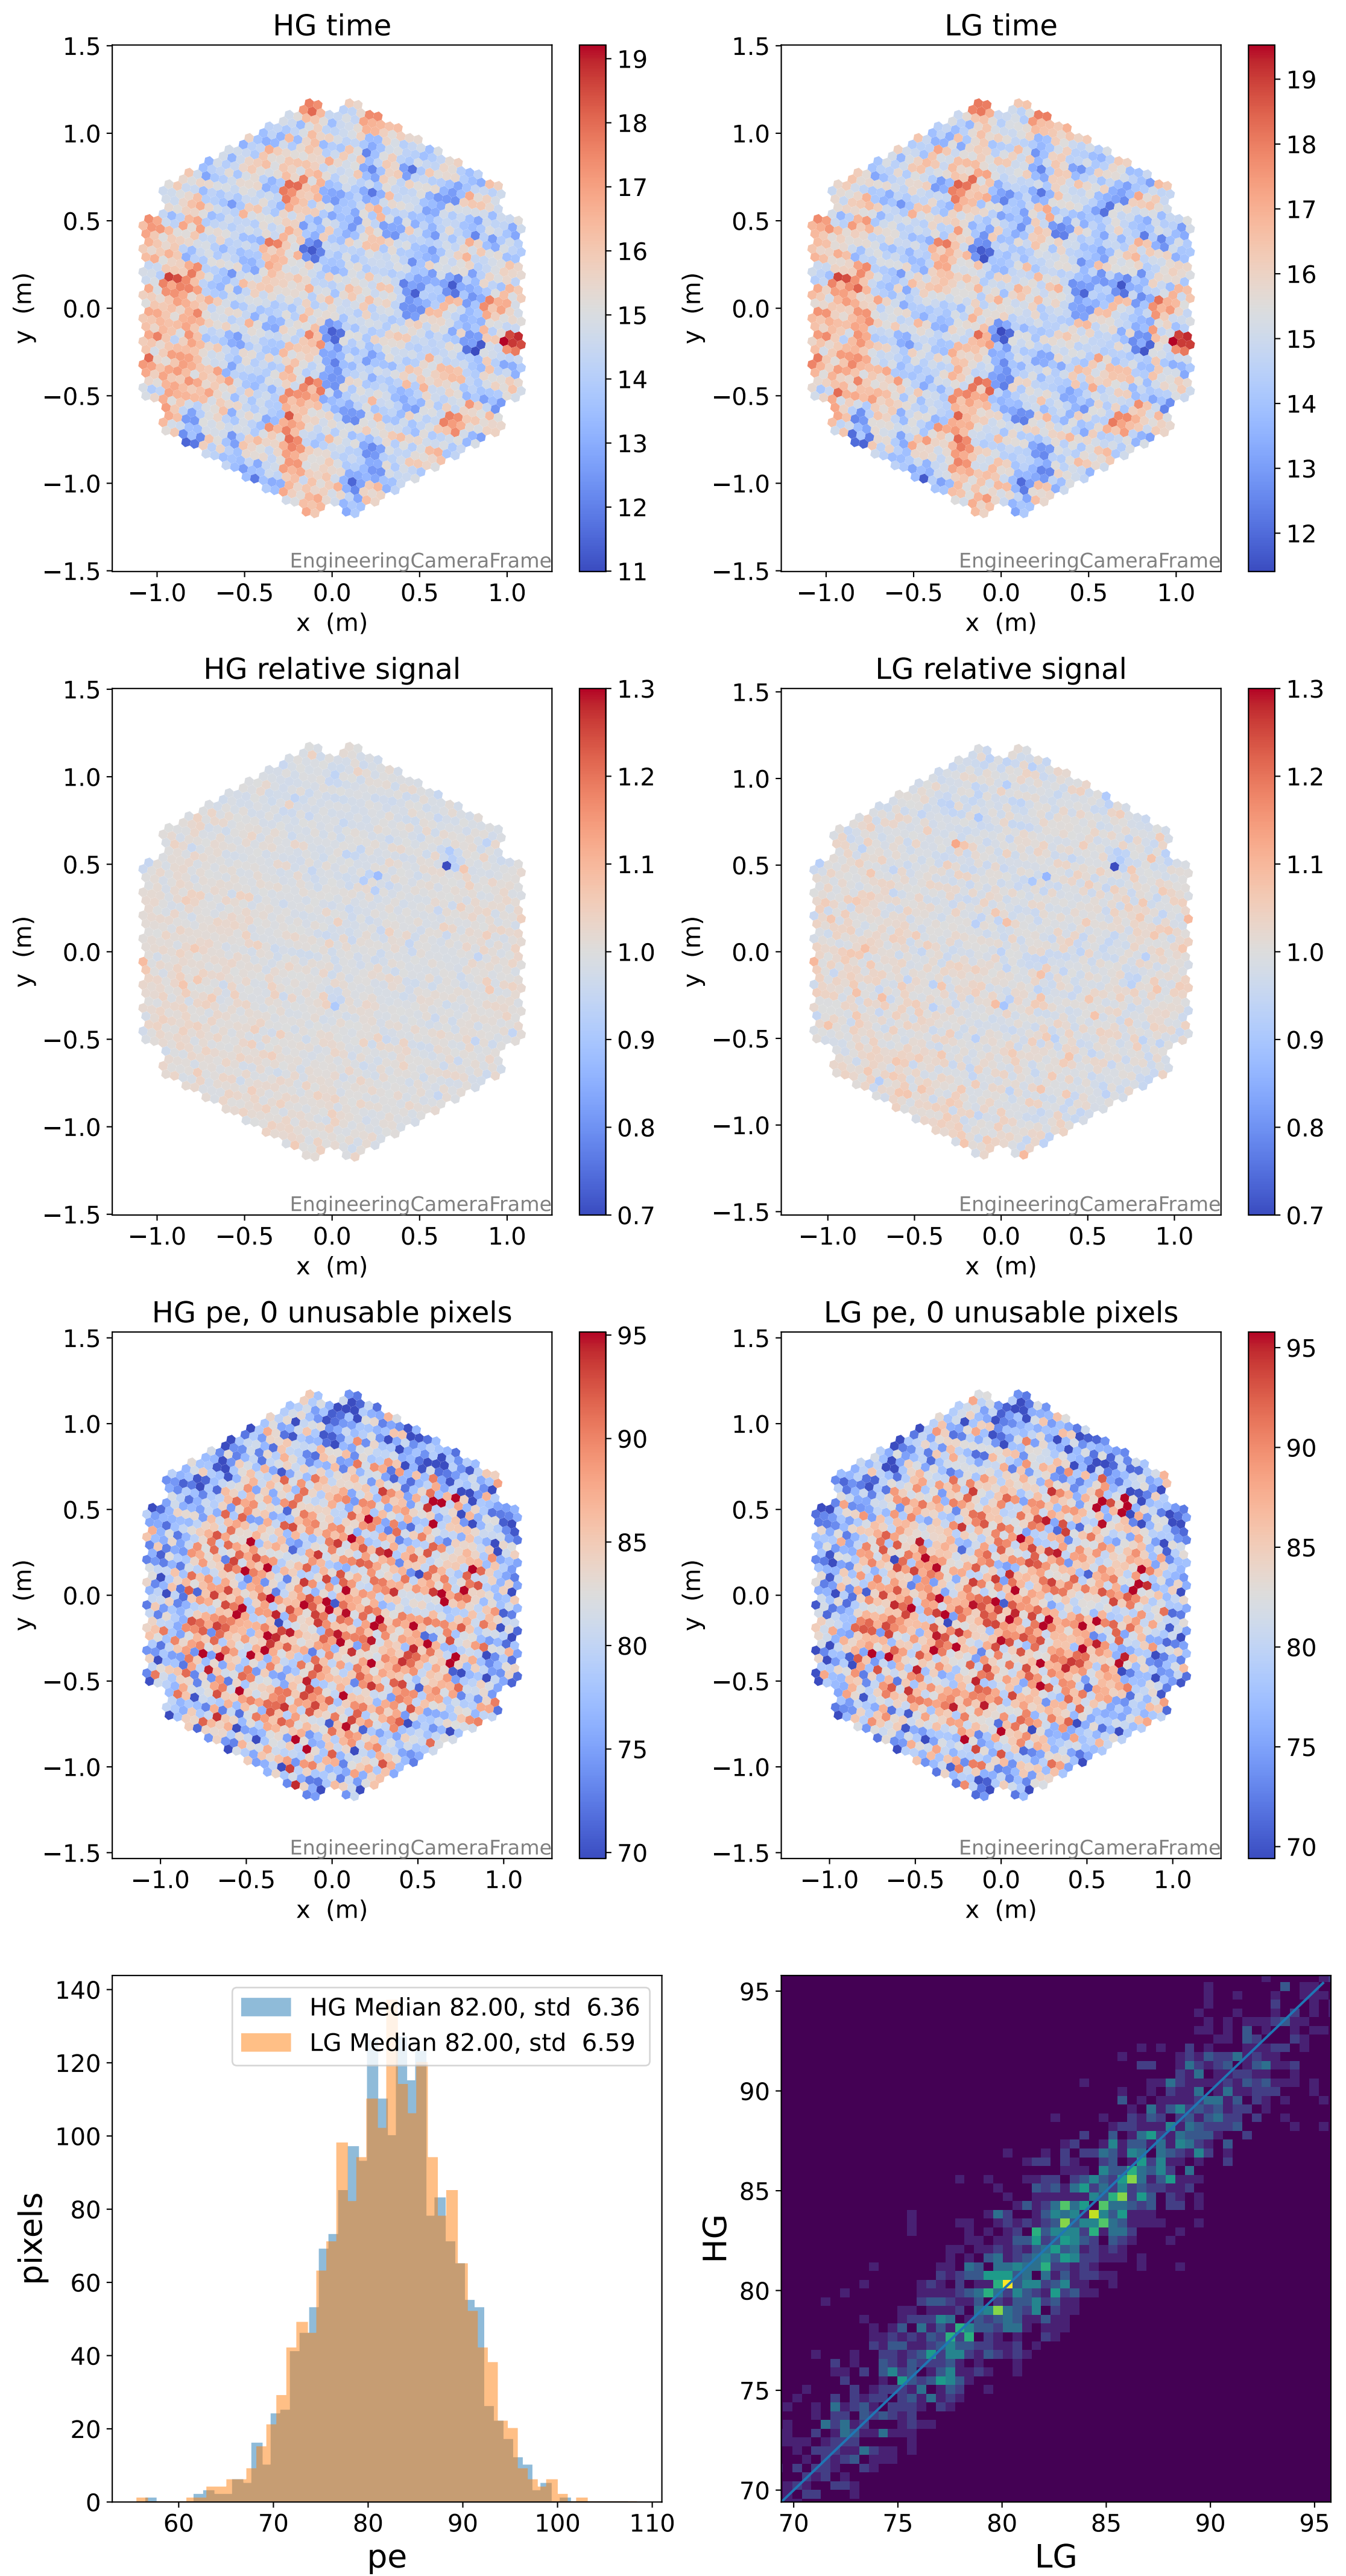 HG time
1.5
1.0
0.5
0.0
−0.5
−1.0
−1.5
y (m)
−1.0 −0.5 0.0 0.5 1.0
x (m)
EngineeringCameraFrame
19
18
17
16
15
14
13
12
11
LG time
1.5
1.0
0.5
0.0
−0.5
−1.0
−1.5
y (m)
−1.0 −0.5 0.0 0.5 1.0
x (m)
EngineeringCameraFrame
19
18
17
16
15
14
13
12
HG relative signal
1.5
1.0
0.5
0.0
−0.5
−1.0
−1.5
y (m)
−1.0 −0.5 0.0 0.5 1.0
x (m)
EngineeringCameraFrame
1.3
1.2
1.1
1.0
0.9
0.8
0.7
LG relative signal
1.5
1.0
0.5
0.0
−0.5
−1.0
−1.5
y (m)
−1.0 −0.5 0.0 0.5 1.0
x (m)
EngineeringCameraFrame
1.3
1.2
1.1
1.0
0.9
0.8
0.7
HG pe, 0 unusable pixels
1.5
1.0
0.5
0.0
−0.5
−1.0
−1.5
y (m)
−1.0 −0.5 0.0 0.5 1.0
x (m)
EngineeringCameraFrame
95
90
85
80
75
70
LG pe, 0 unusable pixels
1.5
1.0
0.5
0.0
−0.5
−1.0
−1.5
y (m)
−1.0 −0.5 0.0 0.5 1.0
x (m)
EngineeringCameraFrame
95
90
85
80
75
70
HG Median 82.00, std 6.36
LG Median 82.00, std 6.59
140
120
100
80
60
40
20
0
pixels
60 70 80 90 100 110
pe
95
90
85
80
75
70
HG
70 75 80 85 90 95
LG